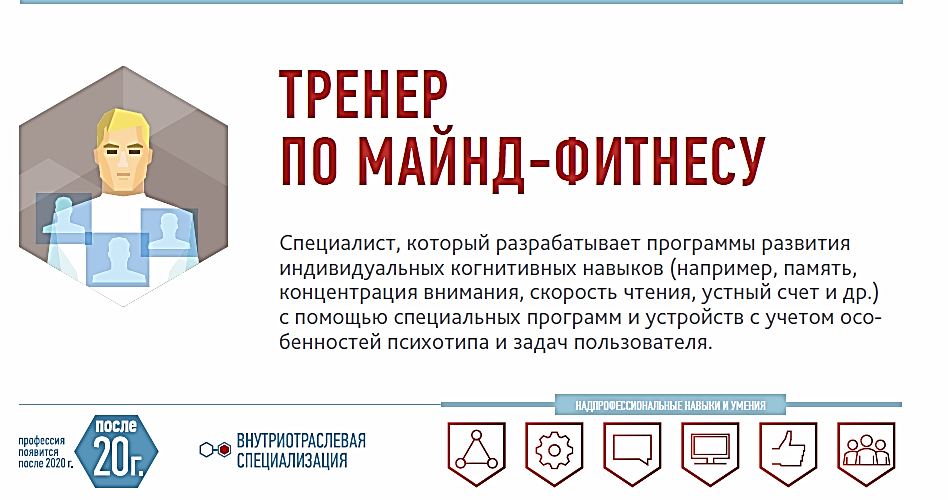 ТРЕНЕР
ПО МАЙНД-ФИТНЕСУ
Специалист, который разрабатывает программы развития
индивидуальных когнитивных навыков (например, память,
концентрация внимания, скорость чтения, устный счет и др.)
с помощью специальных программ и устройств с учетом осо-
бенностей психотипа и задач пользователя.
НАДПРОФЕССИОНАЛЬНЫЕ НАВЫКИ И УМЕНИЯ
профессия
появится
после 2020 г.
после
20г.
ВНУТРИОТРАСЛЕВАЯ
СПЕЦИАЛИЗАЦИЯ